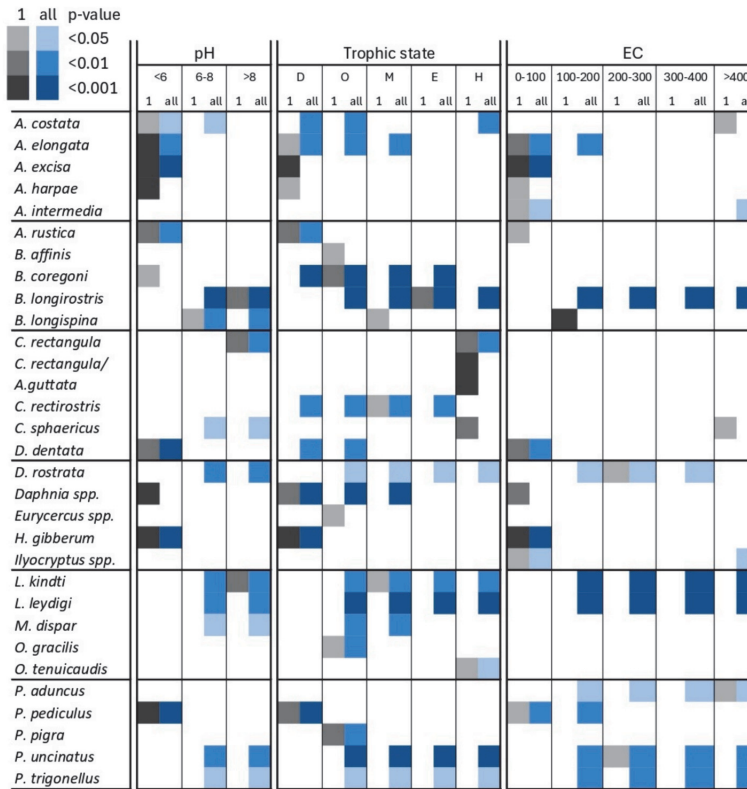 1 all p-value
<0.05
<0.01
<0.001
pH Trophic state EC
<6 6-8 >8 D O M E H 0-100 100-200 200-300 300-400 >400
1 all 1 all 1 all 1 all 1 all 1 all 1 all 1 all 1 all 1 all 1 all 1 all 1 al
A. costata
A. elongata
A. excisa
A. harpae
A. intermedia
A. rustica
B. affinis
B. coregoni
B. longirostris
B. longispina
C. rectangula
C. rectangula/
A.guttata
C. rectirostris
C. sphaericus
D. dentata
D. rostrata
Daphnia spp.
Eurycercus spp.
H. gibberum
Ilyocryptus spp.
L. kindti
L. leydigi
M. dispar
O. gracilis
O. tenuicaudis
P. aduncus
P. pediculus
P. pigra
P. uncinatus
P. trigonellus